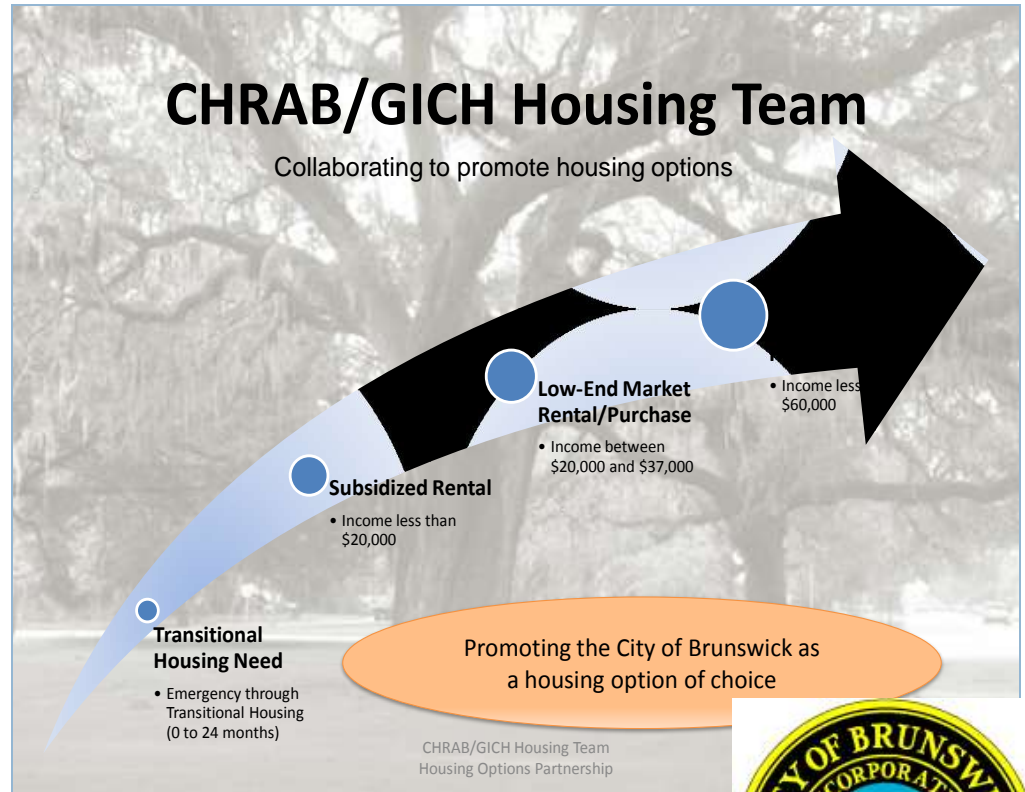 CHRAB/GICH Housing Team
Collaborating to promote housing options
• Income less
$60,000
Low-End Market
Rental/Purchase
• Income between
$20,000 and $37,000
Subsidized Rental
• Income less than
$20,000
Transitional
Housing Need
• Emergency through
Transitional Housing
(0 to 24 months)
Promoting the City of Brunswick as
a housing option of choice
CHRAB/GICH Housing Team
Housing Options Partnership
OF BRUNSW
CORPORA